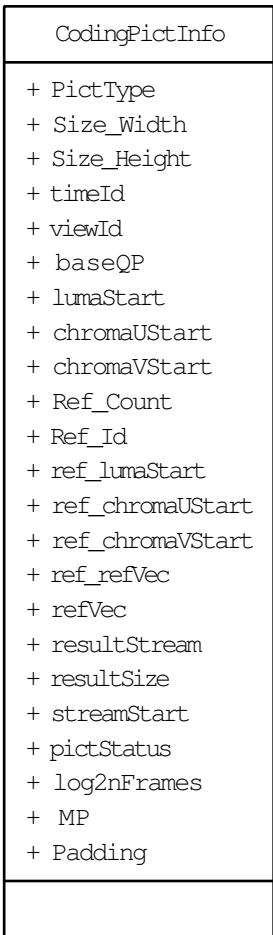 CodingPictInfo
+ PictType
+ Size_Width
+ Size_Height
+ timeId
+ viewId
+ baseQP
+ lumaStart
+ chromaUStart
+ chromaVStart
+ Ref_Count
+ Ref_Id
+ ref_lumaStart
+ ref_chromaUStart
+ ref_chromaVStart
+ ref_refVec
+ refVec
+ resultStream
+ resultSize
+ streamStart
+ pictStatus
+ log2nFrames
+ MP
+ Padding